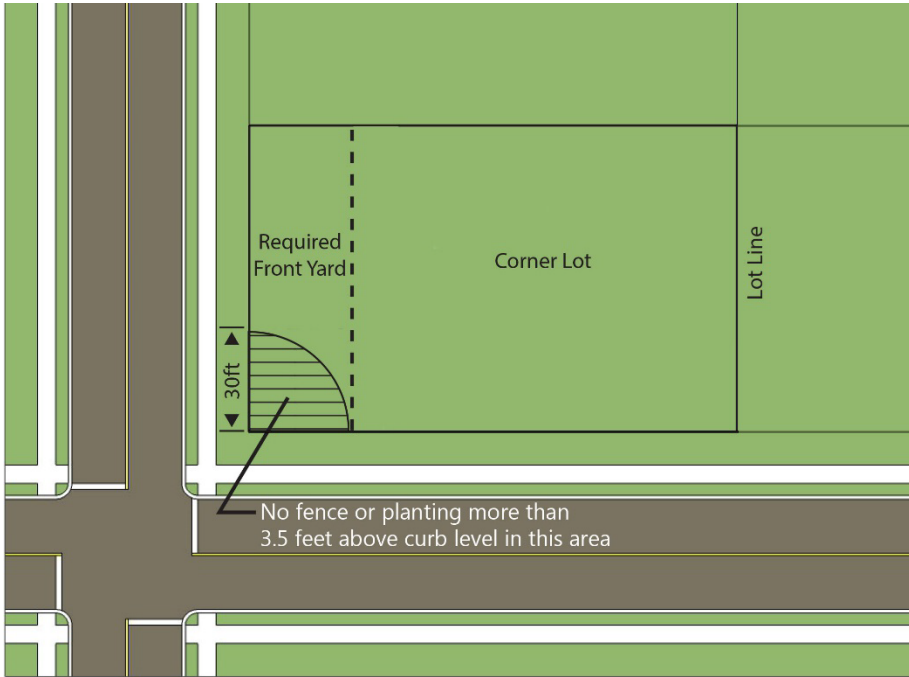 Required
Front Yard
Corner Lot
Lot Line
30ft
No fence or planting more than
3.5 feet above curb level in this area